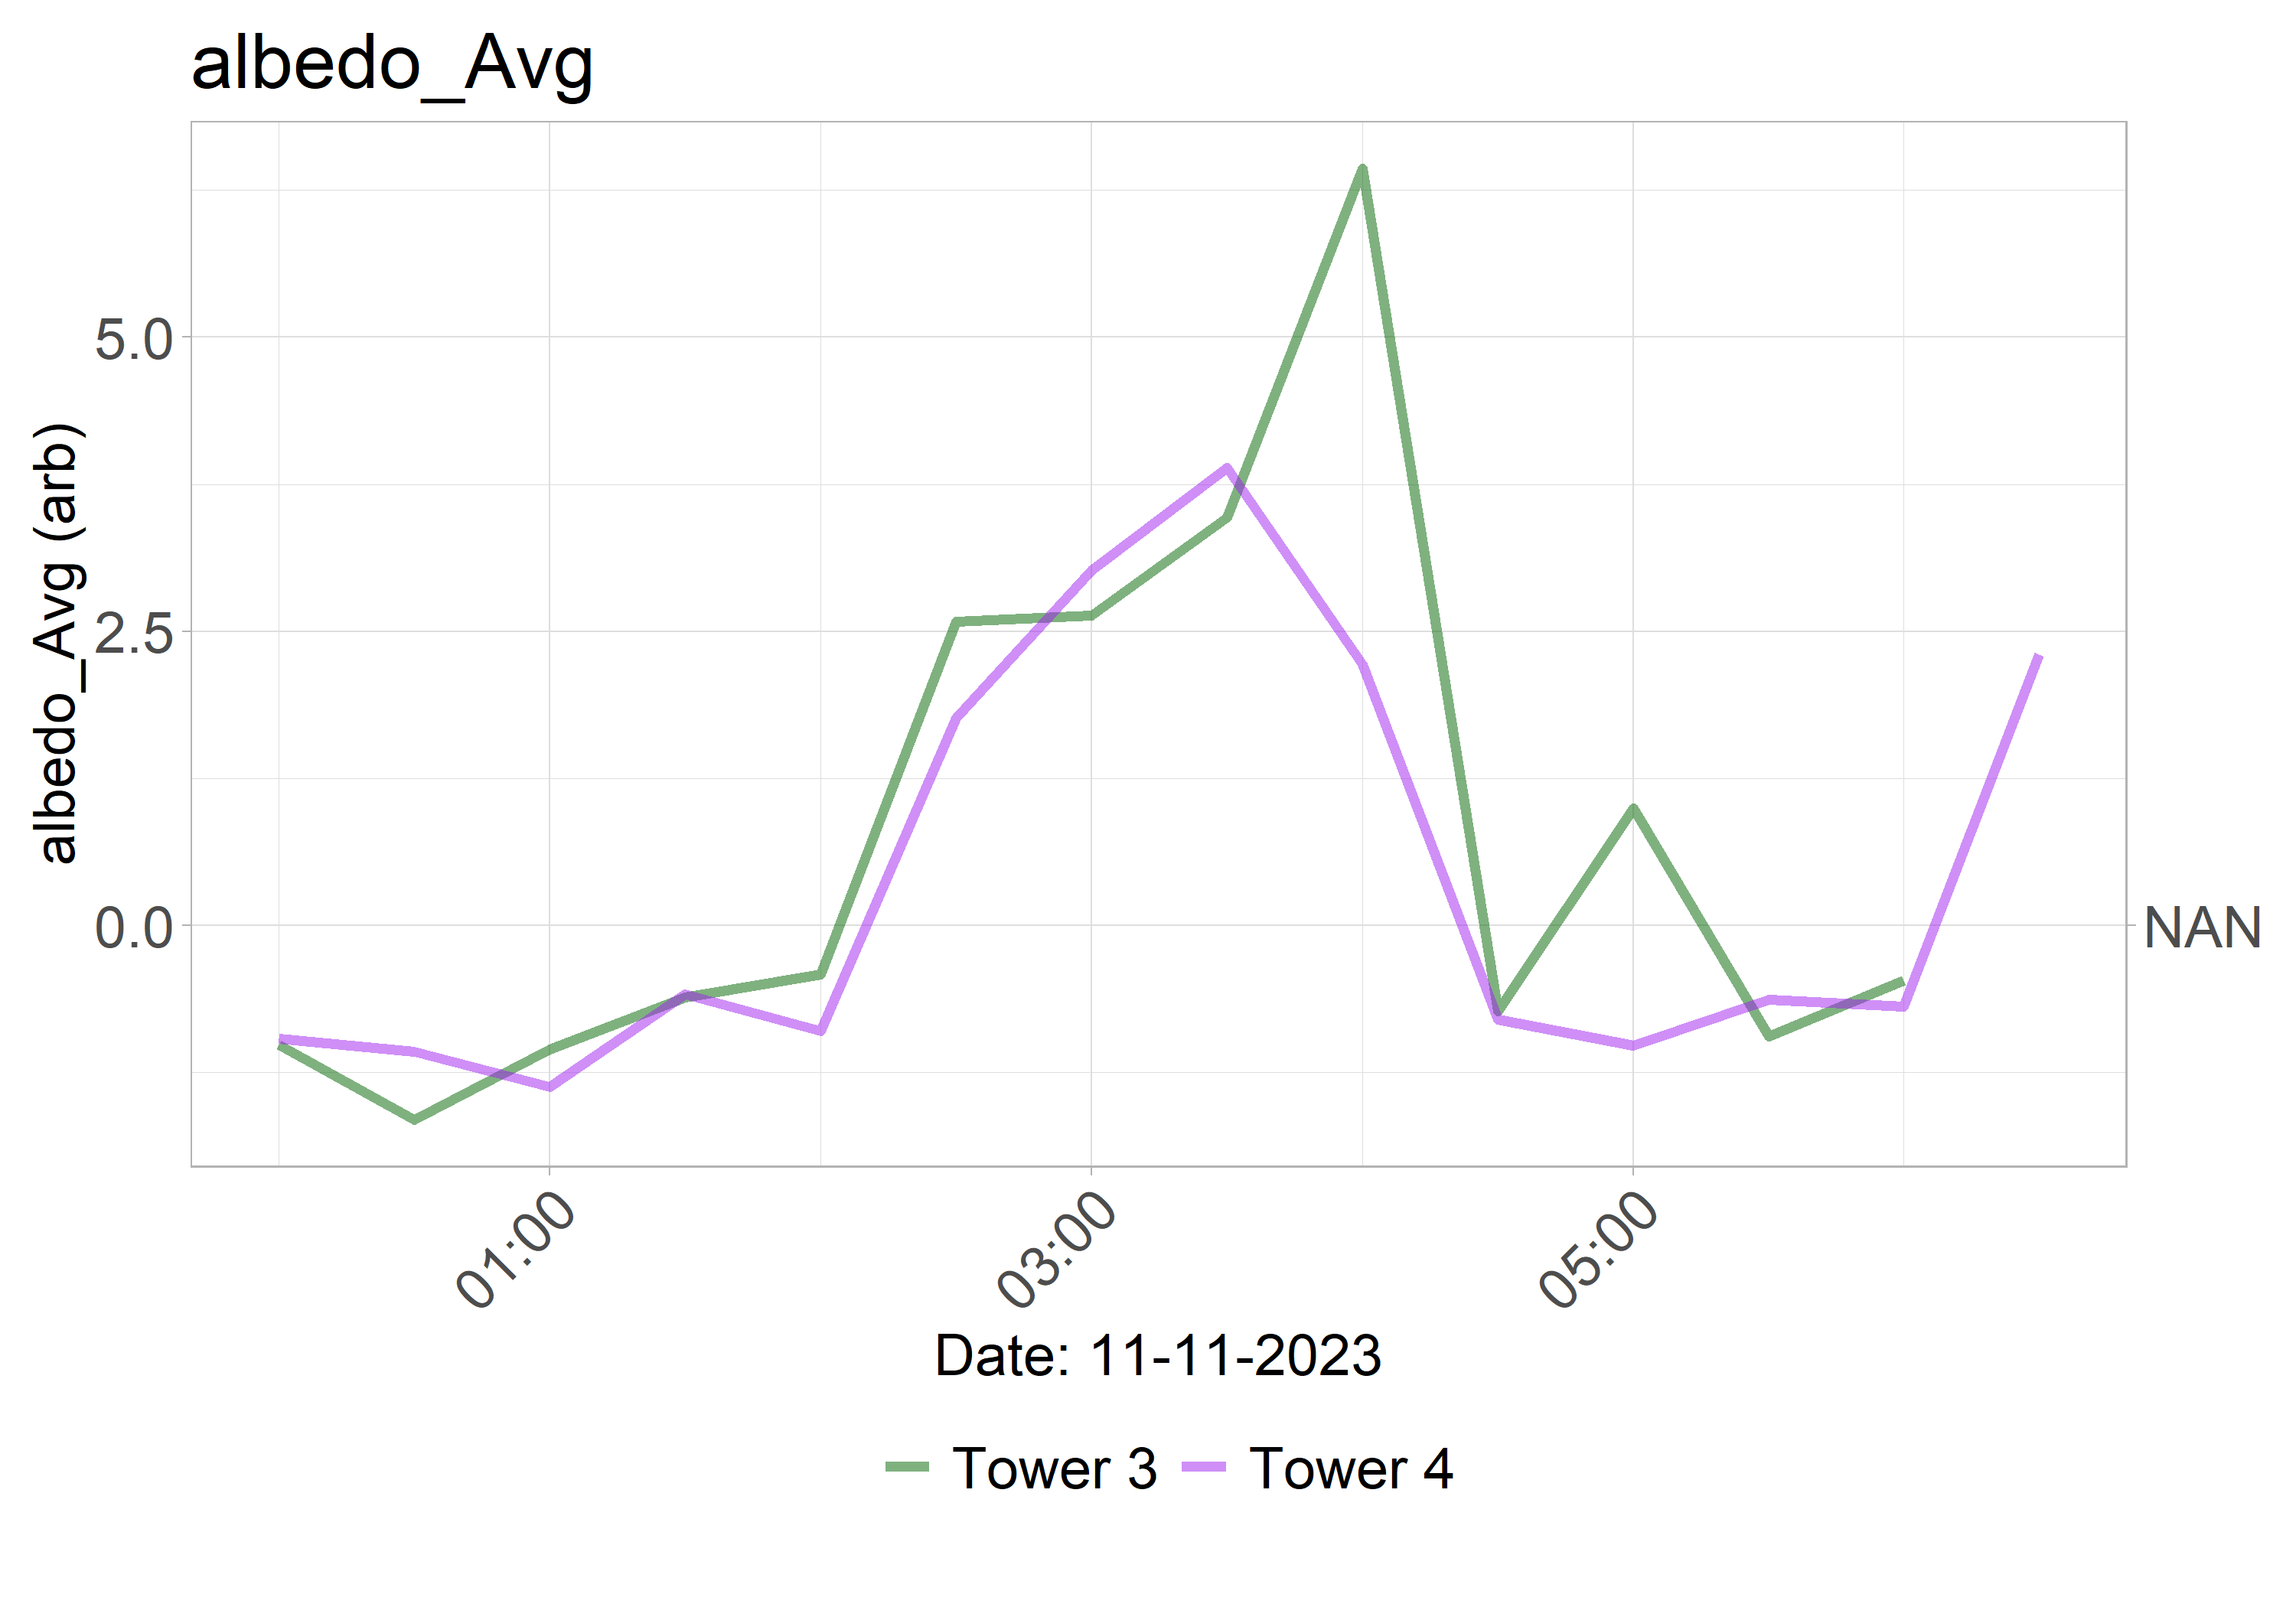 albedo_Avg
albedo_Avg (arb)
5.0
2.5
0.0
NAN
01:00
03:00
05:00
Date: 11-11-2023
Tower 3
Tower 4